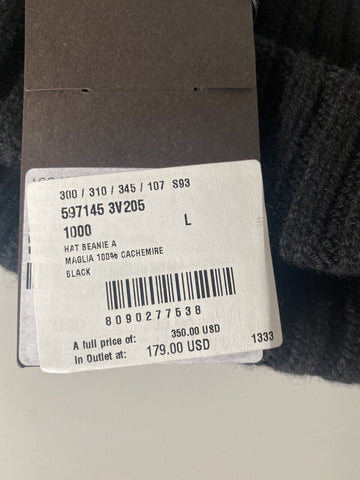 300 / 310 / 345 / 107 S93
597145 3V205
1000 L
HAT BEANIE A
MAGLIA 100% CACHEMIRE
BLACK
8090277538
A full price of: 350.00 USD
In Outlet at: 179.00 USD
1333